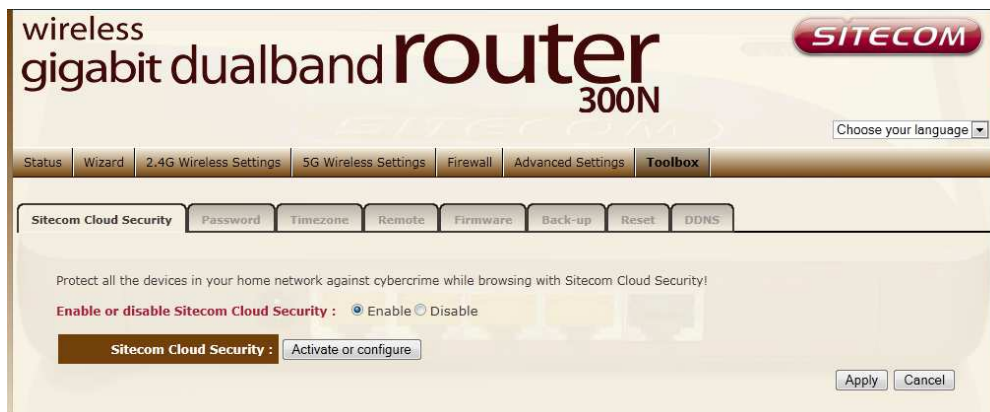 wireless
gigabit dualband router
300N
SITECOM
SITECOM
Choose your language
Status Wizard 2.4G Wireless Settings 5G Wireless Settings Firewall Advanced Settings Toolbox
Sitecom Cloud Security Password Timezone Remote Firmware Back-up Reset DDNS
Protect all the devices in your home network against cybercrime while browsing with Sitecom Cloud Security!
Enable or disable Sitecom Cloud Security : Enable Disable
Sitecom Cloud Security : Activate or configure
Apply Cancel